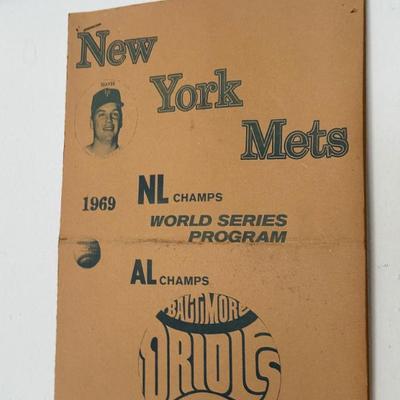 New
York
Mets
1969
NL CHAMPS
WORLD SERIES
PROGRAM
AL CHAMPS
BALTIMORE
ORIOLES